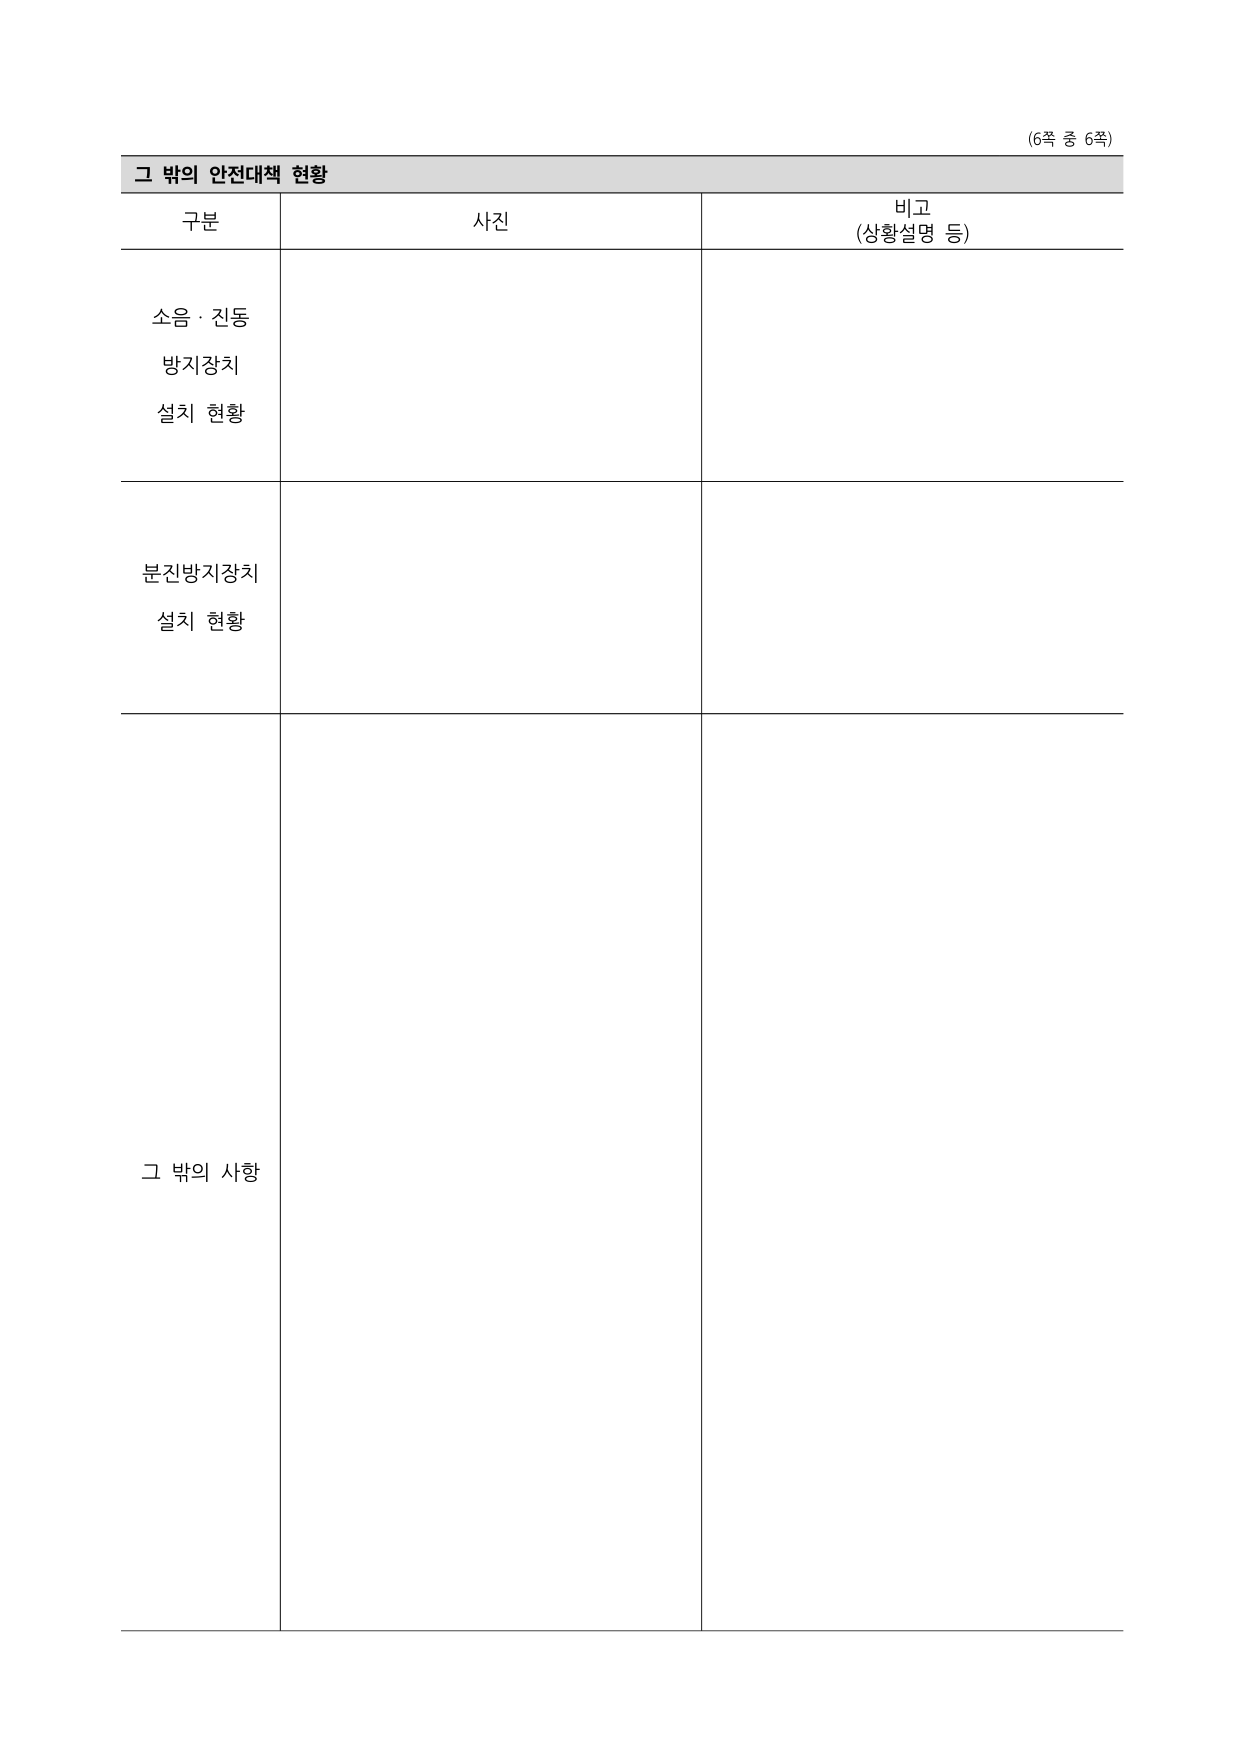 (6쪽 중 6쪽)
그 밖의 안전대책 현황
구분
사진
비고
(상황설명 등)
소음ㆍ진동
방지장치
설치 현황
분진방지장치
설치 현황
그 밖의 사항